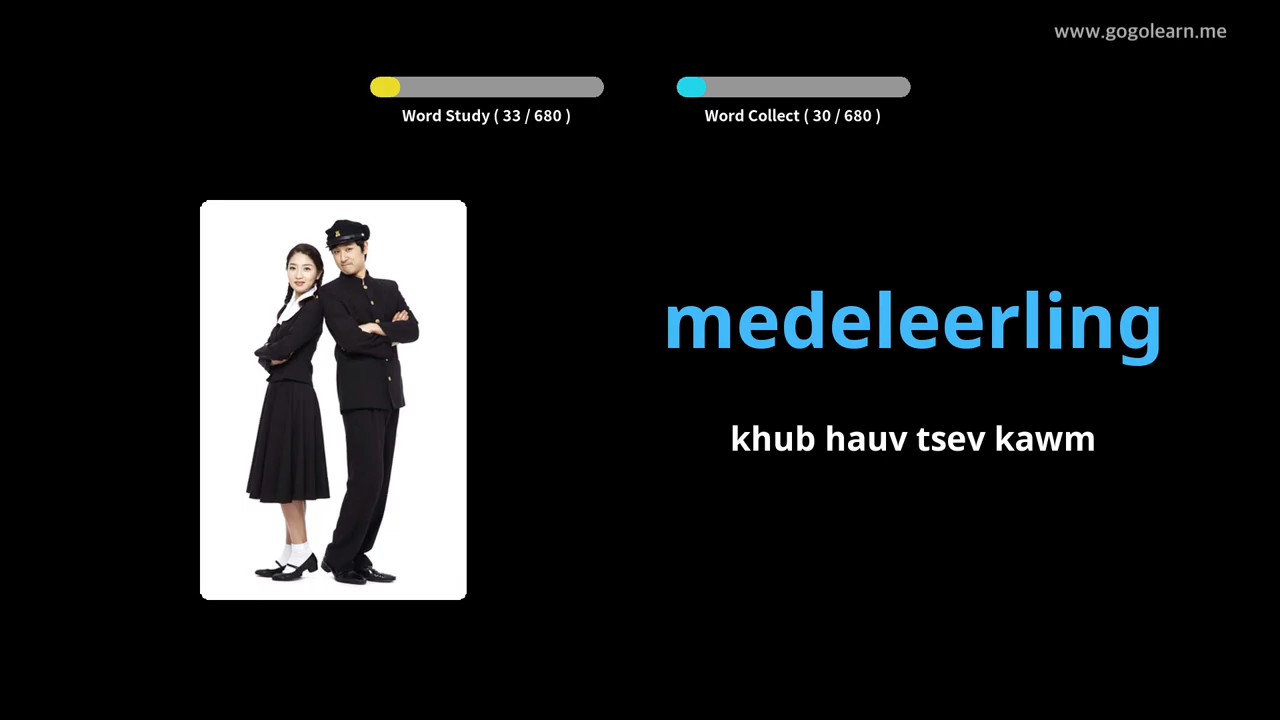 www.gogolearn.me
Word Study ( 33 / 680 )
Word Collect ( 30 / 680 )
medeleerling
khub hauv tsev kawm